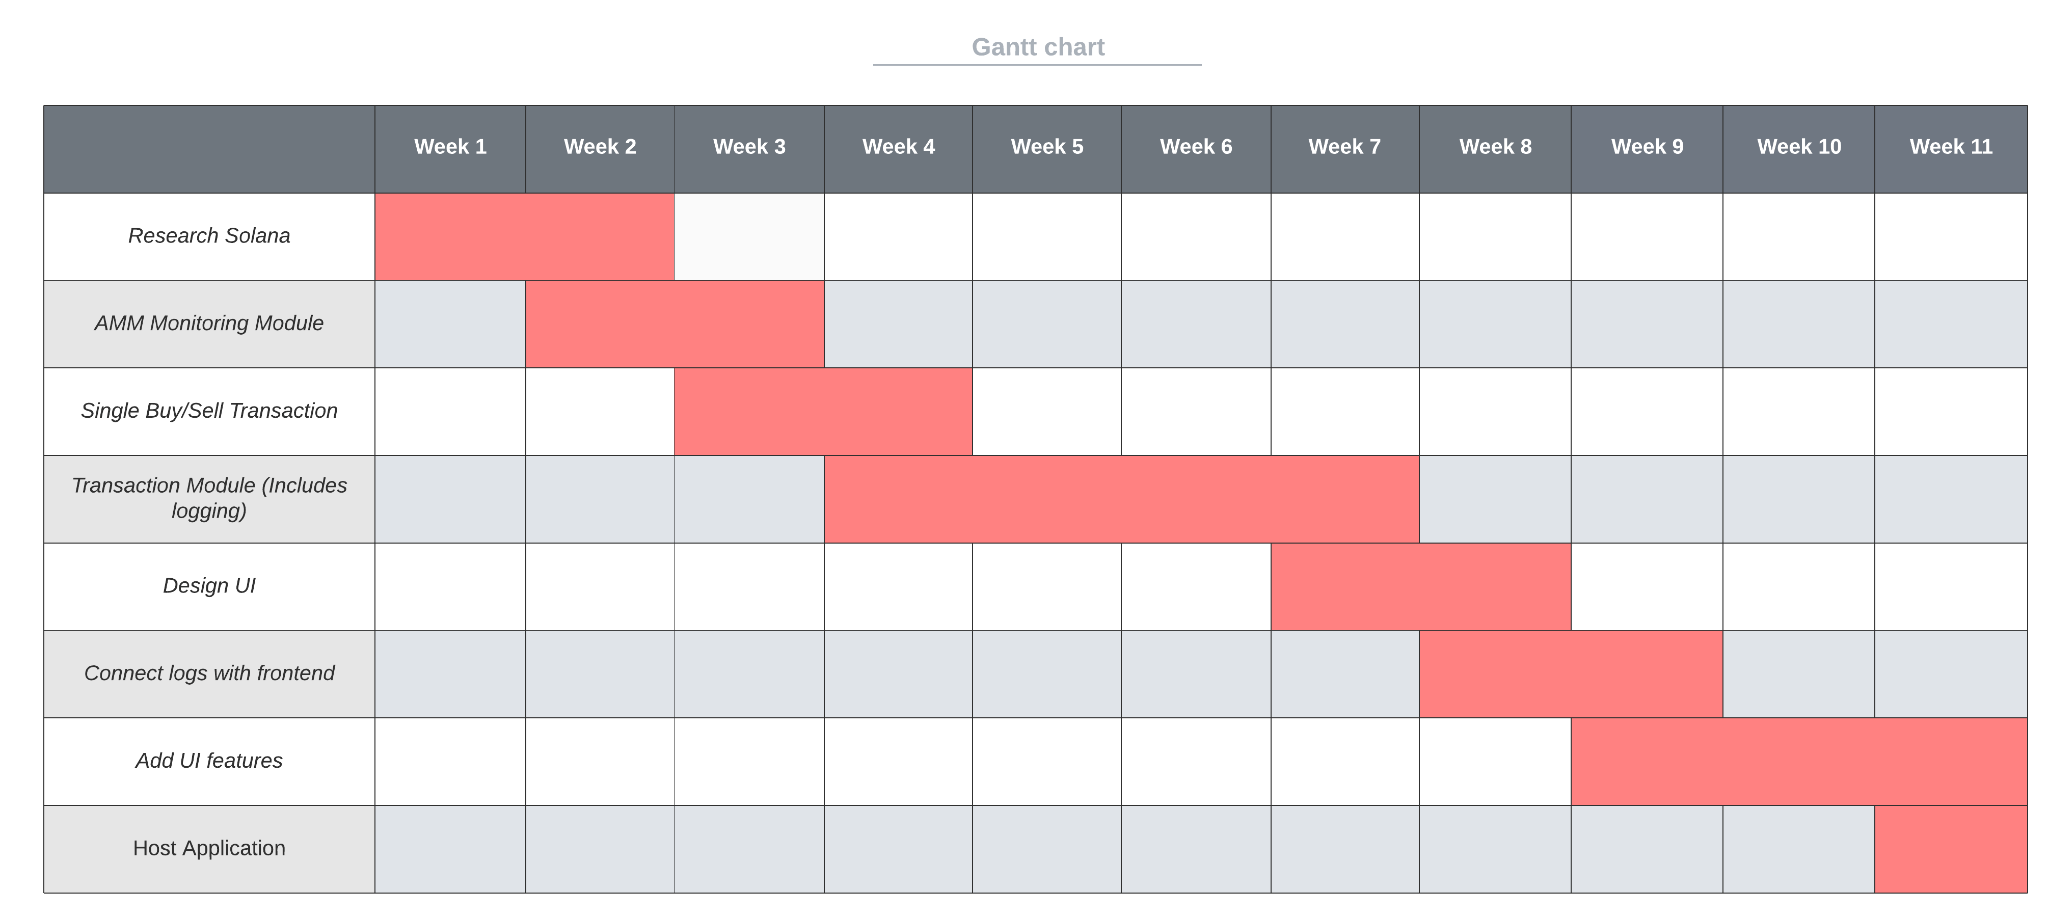 Gantt chart
Week 1
Week 2
Week 3
Week 4
Week 5
Week 6
Week 7
Week 8
Week 9
Week 10
Week 11
Research Solana
AMM Monitoring Module
Single Buy/Sell Transaction
Transaction Module (Includes
logging)
Design UI
Connect logs with frontend
Add UI features
Host Application